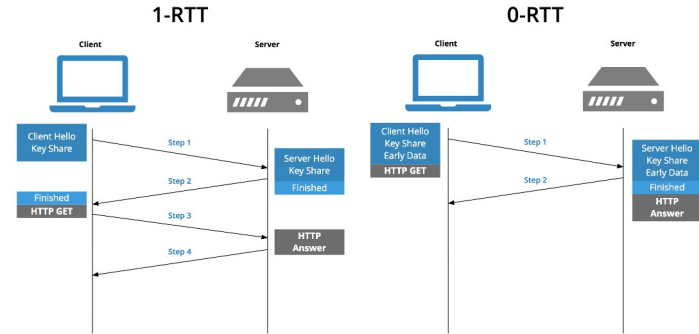 1-RTT
Client
Server
Client Hello
Key Share
Step 1
Server Hello
Key Share
Finished
Step 2
Finished
HTTP GET
Step 3
HTTP
Answer
Step 4
0-RTT
Client
Server
Client Hello
Key Share
Early Data
HTTP GET
Step 1
Server Hello
Key Share
Early Data
Finished
HTTP
Answer
Step 2